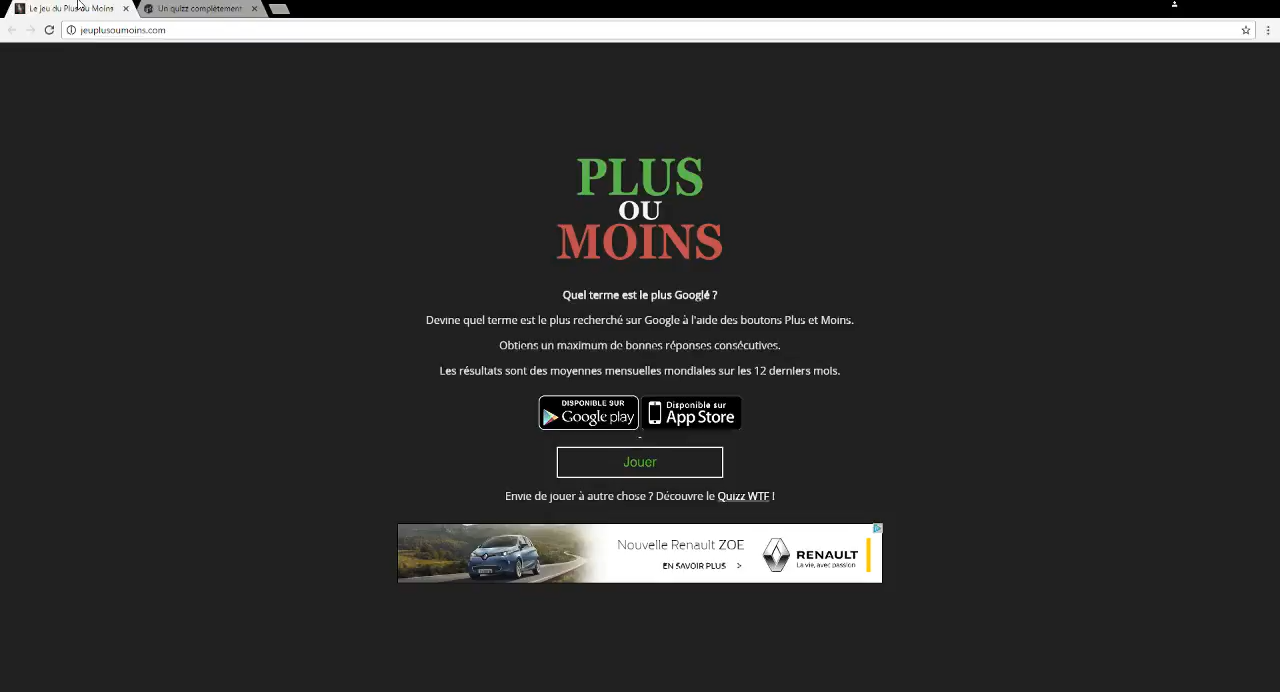 Le jeu du Plus ou Moins
Un quizz complètement
jeuplusoumoins.com
PLUS
OU
MOINS
Quel terme est le plus Googlé ?
Devine quel terme est le plus recherché sur Google à l'aide des boutons Plus et Moins.
Obtiens un maximum de bonnes réponses consécutives.
Les résultats sont des moyennes mensuelles mondiales sur les 12 derniers mois.
DISPONIBLE SUR
Google play
Disponible sur
App Store
Jouer
Envie de jouer à autre chose ? Découvre le Quizz WTF !
Nouvelle Renault ZOE
EN SAVOIR PLUS >
RENAULT
La vie, avec passion